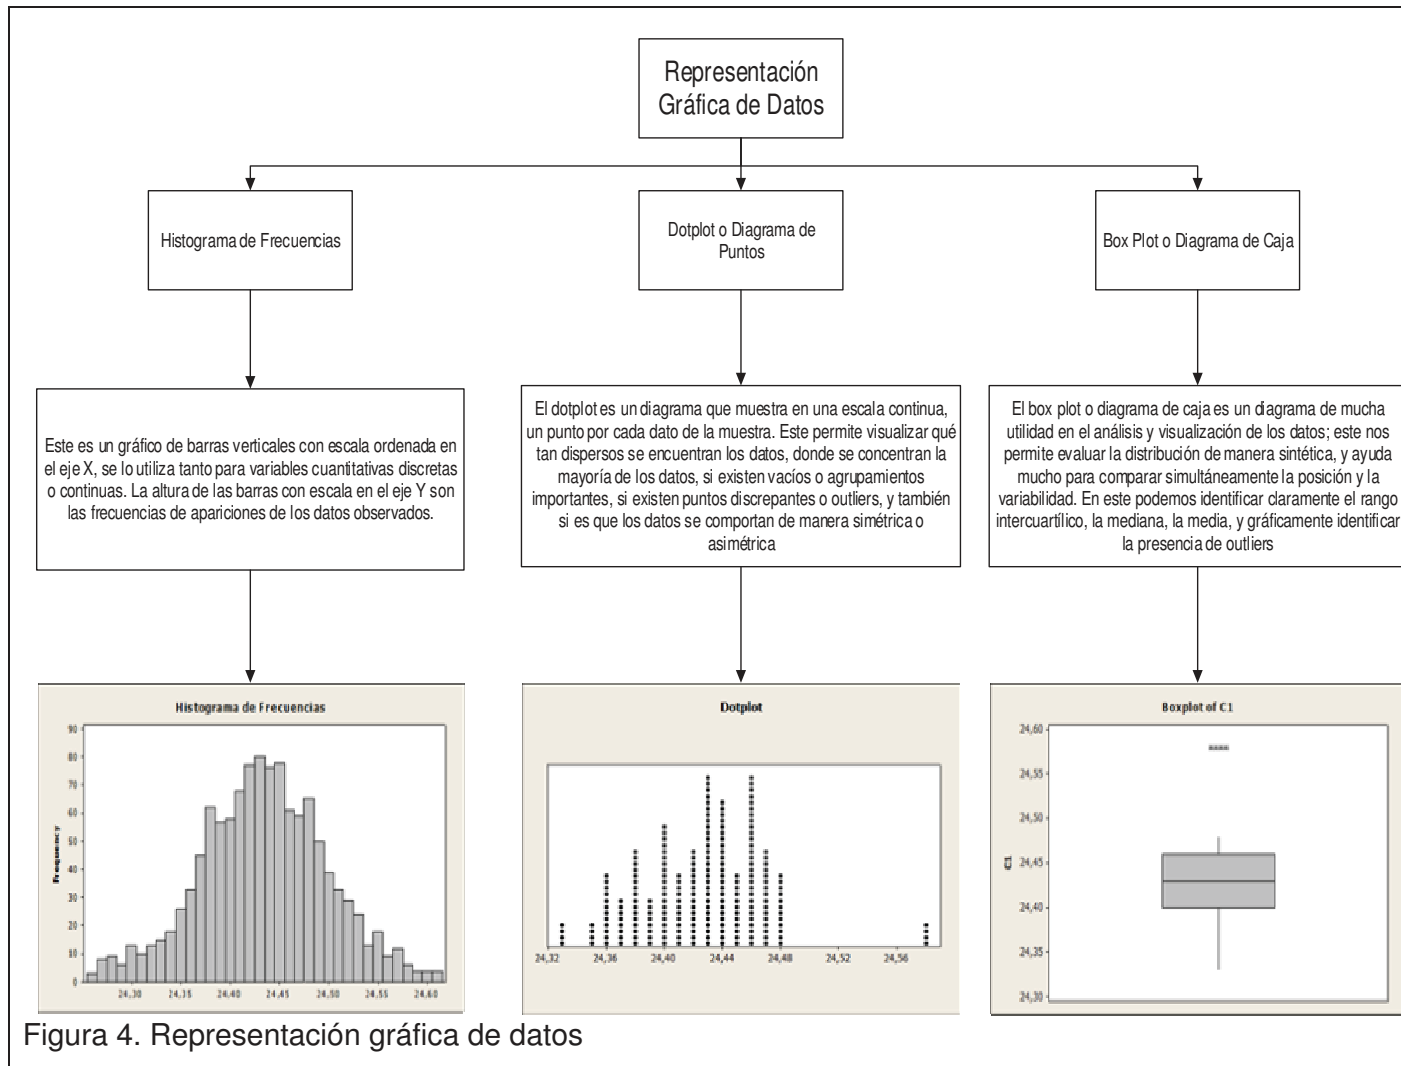 Representación
Gráfica de Datos
Histograma de Frecuencias
Dotplot o Diagrama de
Puntos
Box Plot o Diagrama de Caja
Este es un gráfico de barras verticales con escala ordenada en
el eje X, se lo utiliza tanto para variables cuantitativas discretas
o continuas. La altura de las barras con escala en el eje Y son
las frecuencias de apariciones de los datos observados.
El dotplot es un diagrama que muestra en una escala continua,
un punto por cada dato de la muestra. Este permite visualizar qué
tan dispersos se encuentran los datos, donde se concentran la
mayoría de los datos, si existen vacíos o agrupamientos
importantes, si existen puntos discrepantes o outliers, y también
si es que los datos se comportan de manera simétrica o
asimétrica
El box plot o diagrama de caja es un diagrama de mucha
utilidad en el análisis y visualización de los datos; este nos
permite evaluar la distribución de manera sintética, y ayuda
mucho para comparar simultáneamente la posición y la
variabilidad. En este podemos identificar claramente el rango
intercuartílico, la mediana, la media, y gráficamente identificar
la presencia de outliers
Histograma de Frecuencias
90
80
70
60
50
40
30
20
10
0
Frequency
24,30 24,35 24,40 24,45 24,50 24,55 24,60
Dotplot
24,32 24,36 24,40 24,44 24,48 24,52 24,56
Boxplot of C1
24,60
24,55
24,50
24,45
24,40
24,35
24,30
C1
Figura 4. Representación gráfica de datos